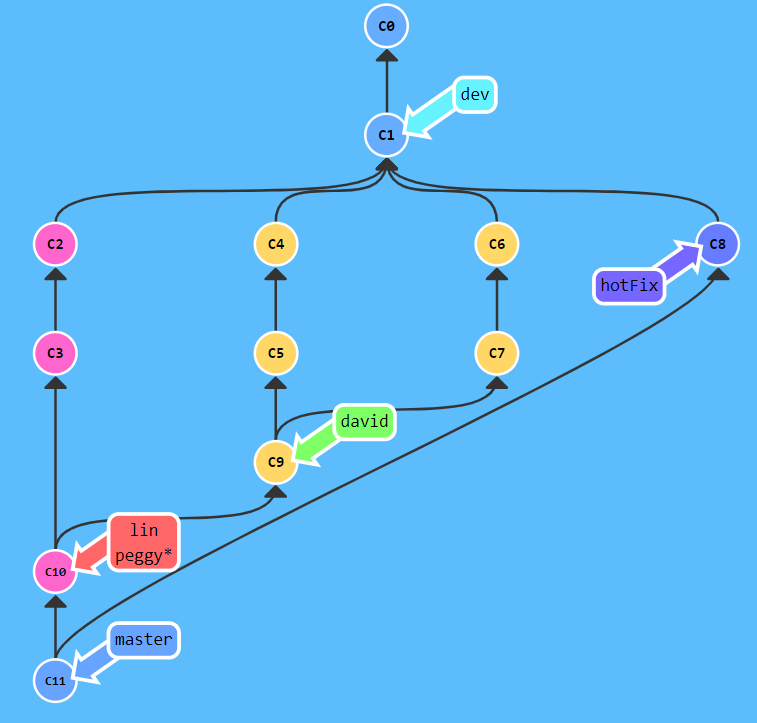 C0
dev
C1
C2
C4
C6
C8
hotFix
C3
C5
C7
david
C9
lin
peggy*
C10
master
C11